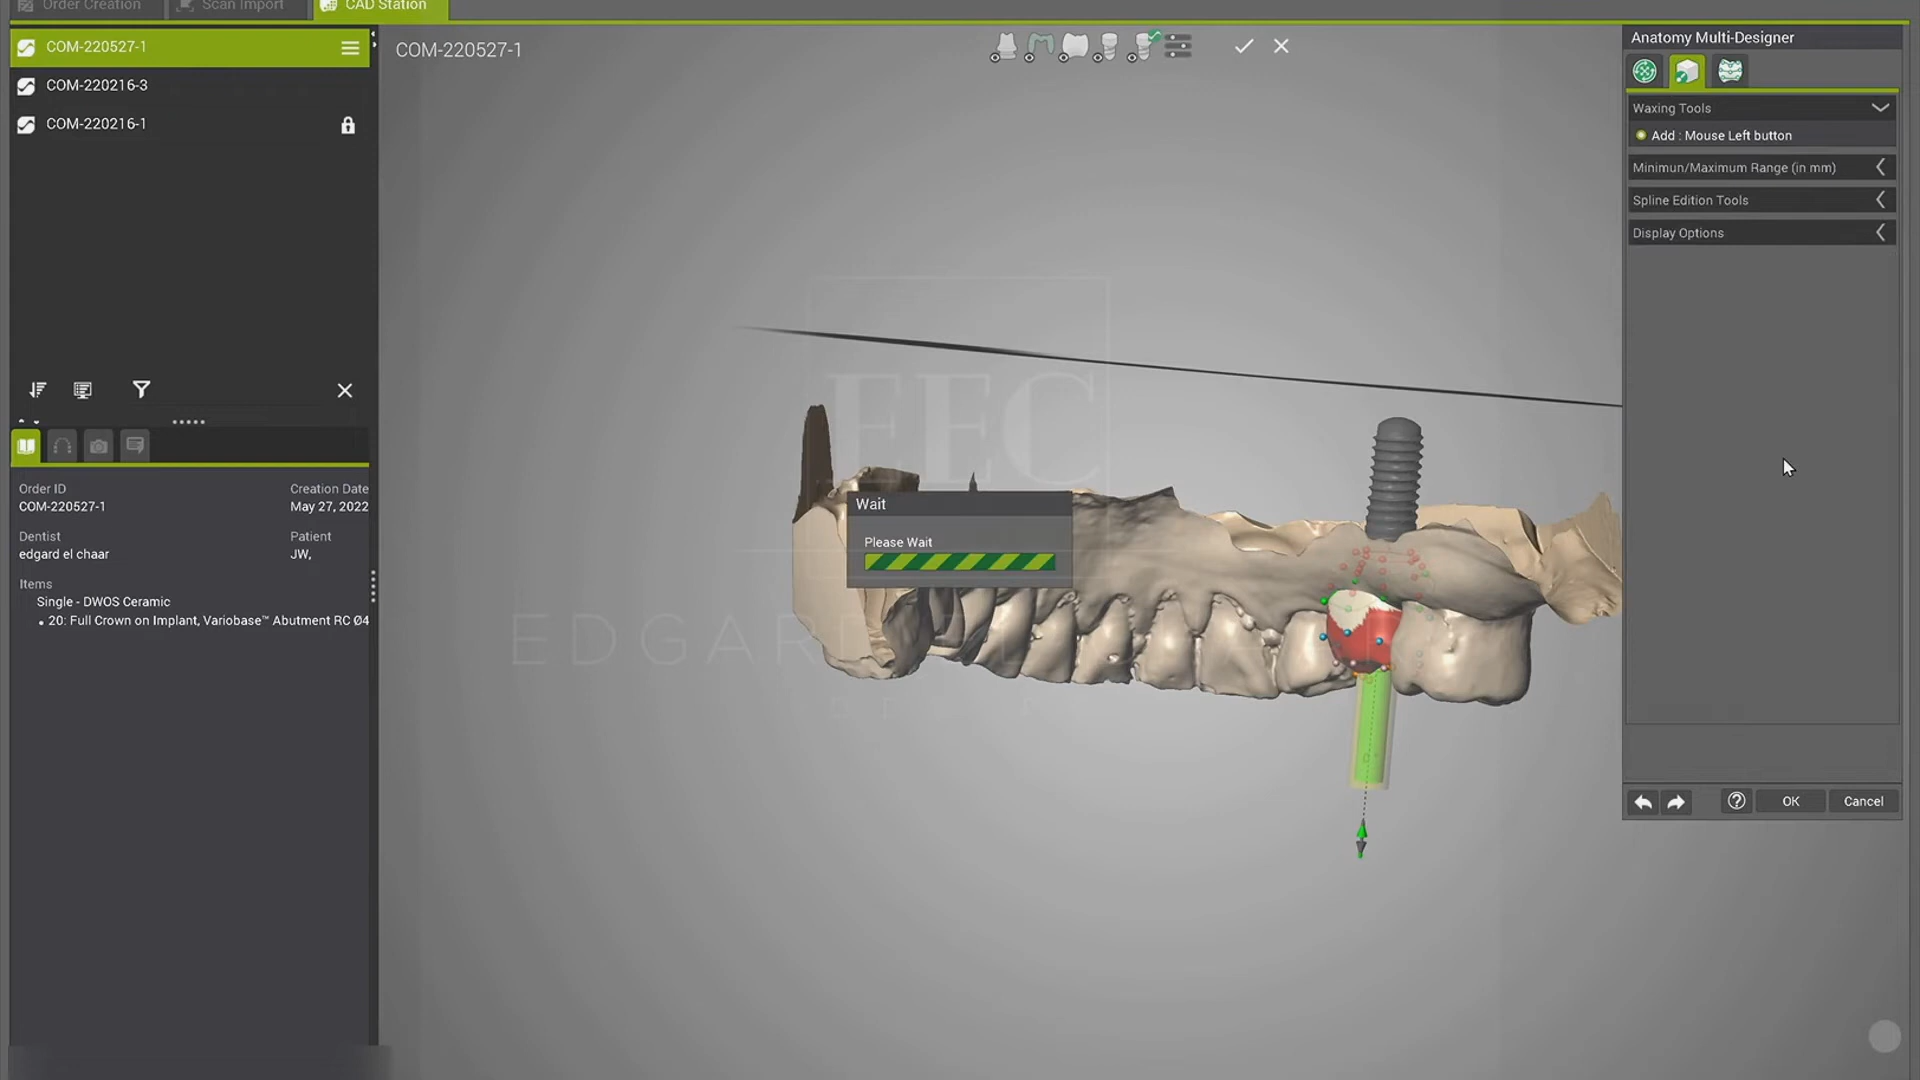 Order Creation
Scan Import
CAD Station
COM-220527-1
COM-220216-3
COM-220216-1
Order ID
Creation Date
COM-220527-1
May 27, 2022
Dentist
Patient
edgard el chaar
JW,
Items
Single - DWOS Ceramic
20: Full Crown on Implant, Variobase™ Abutment RC Ø4
COM-220527-1
EEC
Wait
Please Wait
Anatomy Multi-Designer
Waxing Tools
Add : Mouse Left button
Minimun/Maximum Range (in mm)
Spline Edition Tools
Display Options
OK
Cancel